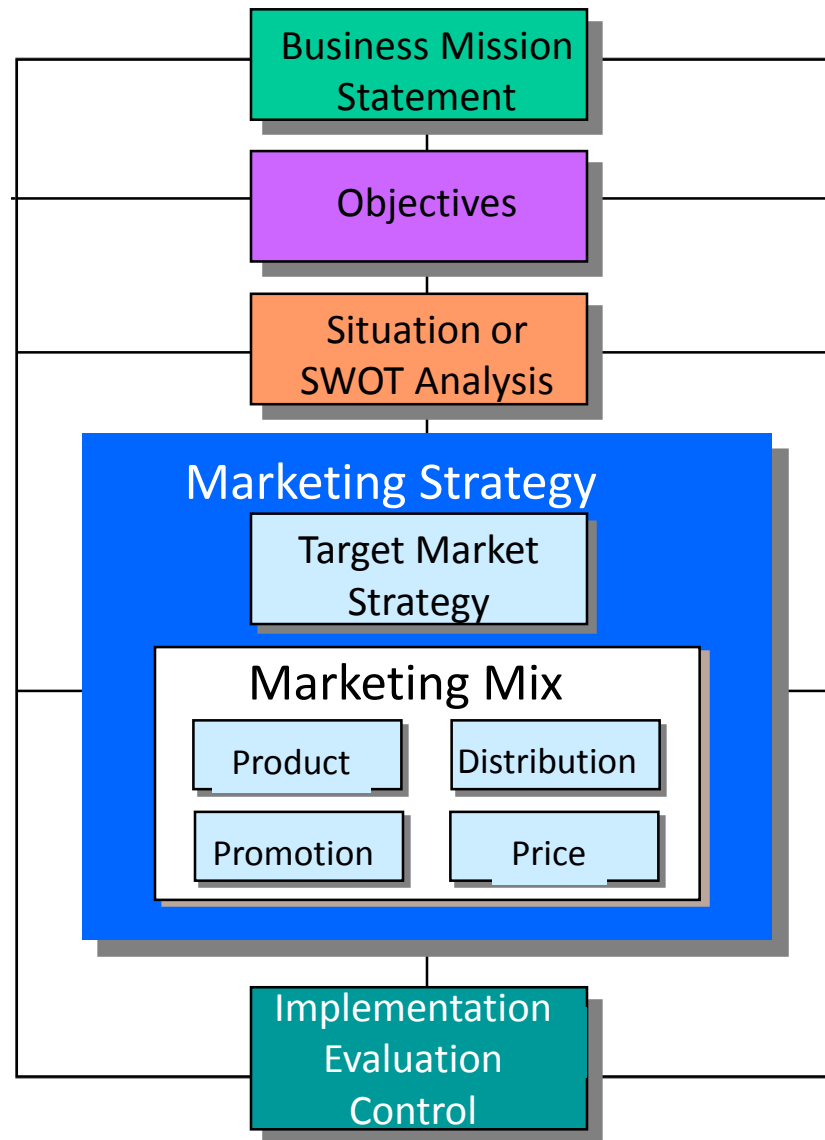 Business Mission
Statement
Objectives
Situation or
SWOT Analysis
Marketing Strategy
Target Market
Strategy
Marketing Mix
Product
Distribution
Promotion
Price
Implementation
Evaluation
Control